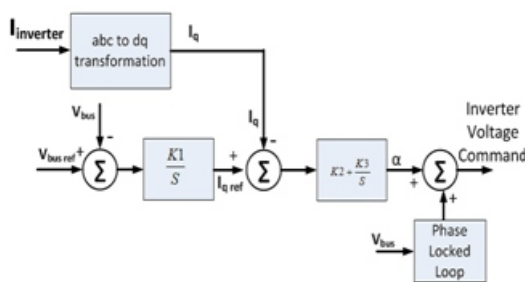 I inverter
abc to dq
transformation
Iq
Vbus
-
Iq
-
Inverter
Voltage
Command
Vbus ref
+
Σ
K1
S
+
Iq ref
Σ
K2 + K3
S
α
+
Σ
+
Vbus
Phase
Locked
Loop